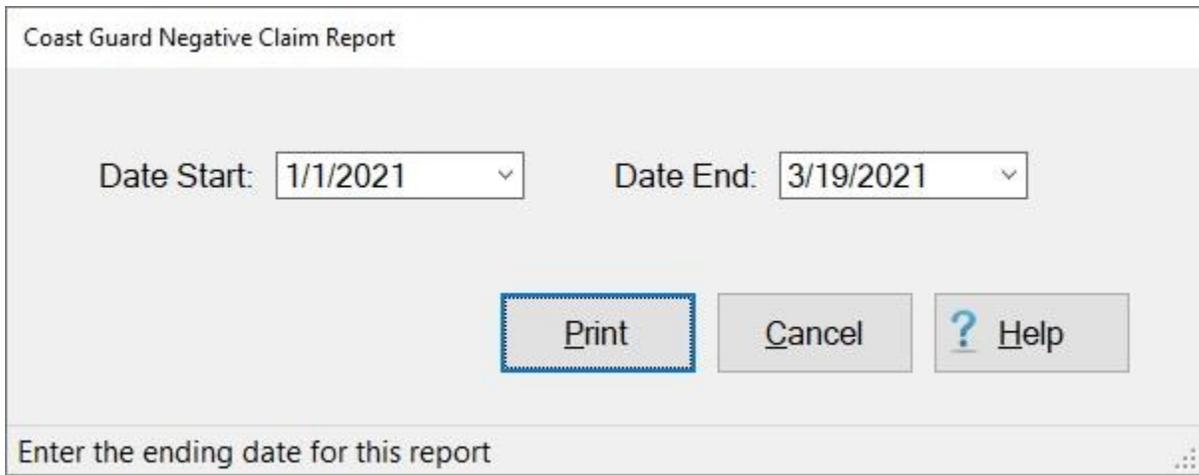 Coast Guard Negative Claim Report
Date Start: 1/1/2021 Date End: 3/19/2021
Print Cancel ? Help
Enter the ending date for this report